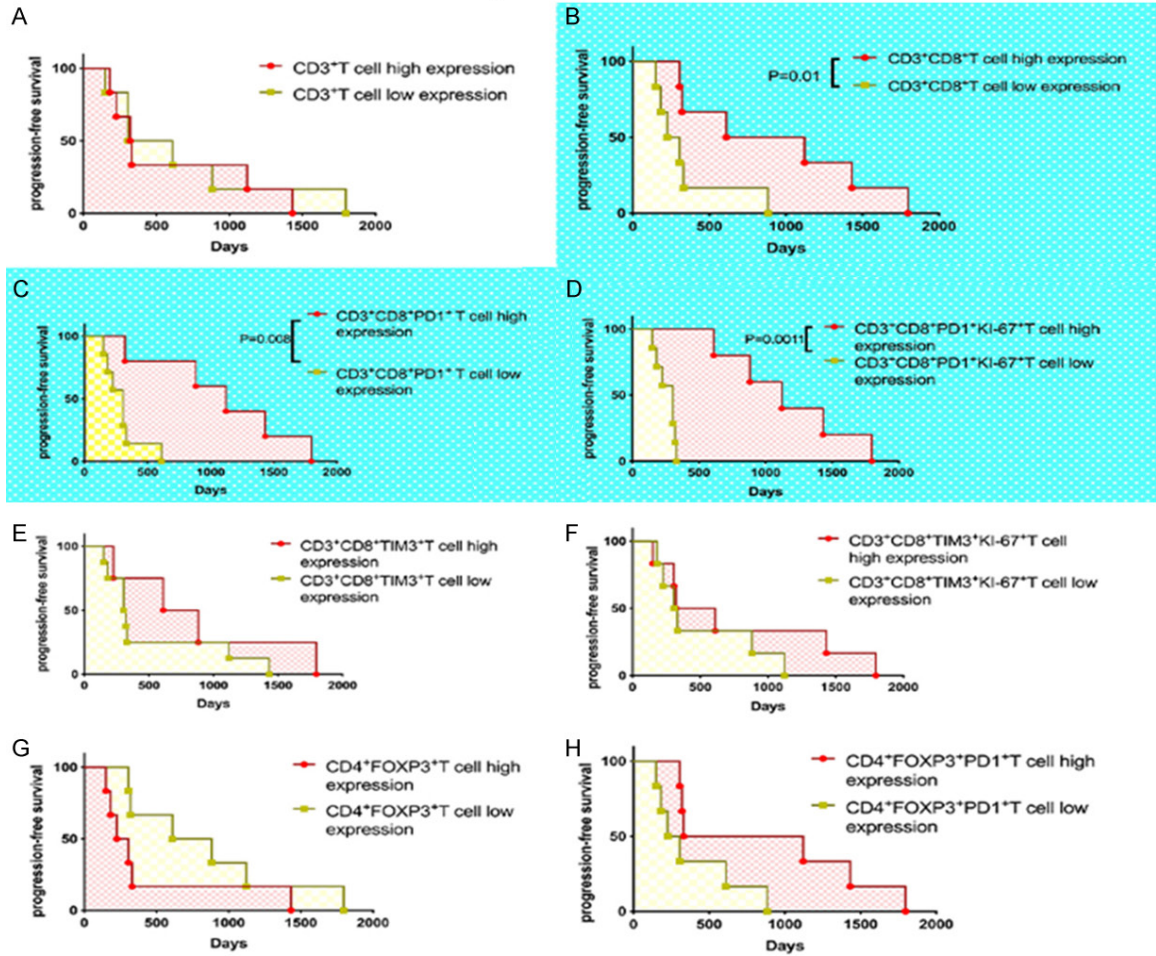 A
progression-free survival
100
50
0
0 500 1000 1500 2000
Days
CD3⁺T cell high expression
CD3⁺T cell low expression
B
progression-free survival
100
50
0
0 500 1000 1500 2000
Days
P=0.01
CD3⁺CD8⁺T cell high expression
CD3⁺CD8⁺T cell low expression
C
progression-free survival
100
50
0
0 500 1000 1500 2000
Days
P=0.008
CD3⁺CD8⁺PD1⁺ T cell high
expression
CD3⁺CD8⁺PD1⁺ T cell low
expression
D
progression-free survival
100
50
0
0 500 1000 1500 2000
Days
P=0.0011
CD3⁺CD8⁺PD1⁺KI-67⁺T cell high
expression
CD3⁺CD8⁺PD1⁺KI-67⁺T cell low
expression
E
progression-free survival
100
50
0
0 500 1000 1500 2000
Days
CD3⁺CD8⁺TIM3⁺T cell high
expression
CD3⁺CD8⁺TIM3⁺T cell low
expression
F
progression-free survival
100
50
0
0 500 1000 1500 2000
Days
CD3⁺CD8⁺TIM3⁺KI-67⁺T cell
high expression
CD3⁺CD8⁺TIM3⁺KI-67⁺T cell low
expression
G
progression-free survival
100
50
0
0 500 1000 1500 2000
Days
CD4⁺FOXP3⁺T cell high
expression
CD4⁺FOXP3⁺T cell low
expression
H
progression-free survival
100
50
0
0 500 1000 1500 2000
Days
CD4⁺FOXP3⁺PD1⁺T cell high
expression
CD4⁺FOXP3⁺PD1⁺T cell low
expression